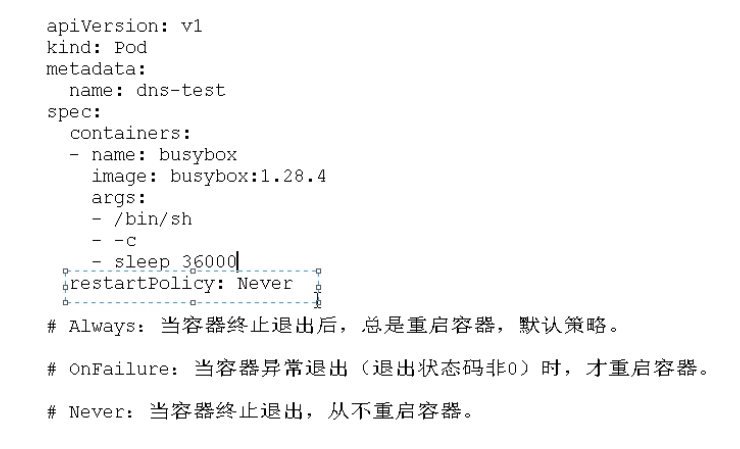 apiVersion: v1
kind: Pod
metadata:
  name: dns-test
spec:
  containers:
  - name: busybox
    image: busybox:1.28.4
    args:
    - /bin/sh
    - -c
    - sleep 36000
  restartPolicy: Never
# Always：当容器终止退出后，总是重启容器，默认策略。
# OnFailure：当容器异常退出（退出状态码非0）时，才重启容器。
# Never：当容器终止退出，从不重启容器。